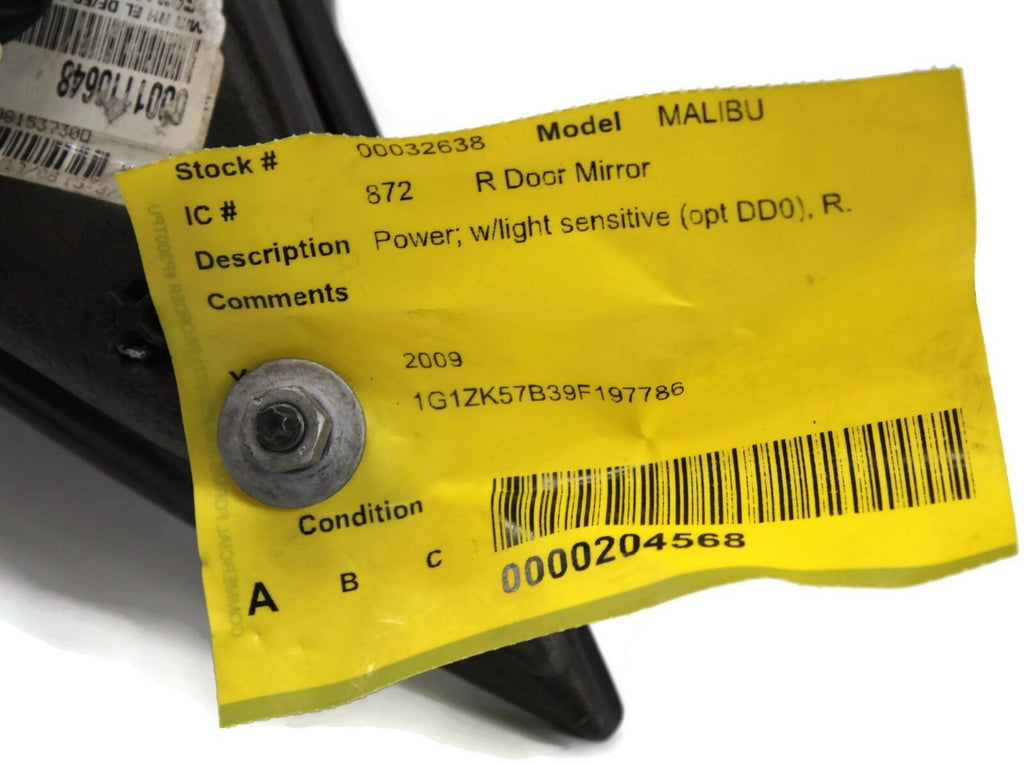 0001110648
Stock # 00032638 Model MALIBU
IC # 872 R Door Mirror
Description Power; w/light sensitive (opt DD0), R.
Comments
2009
1G1ZK57B39F197786
Condition
A B C
0000204568